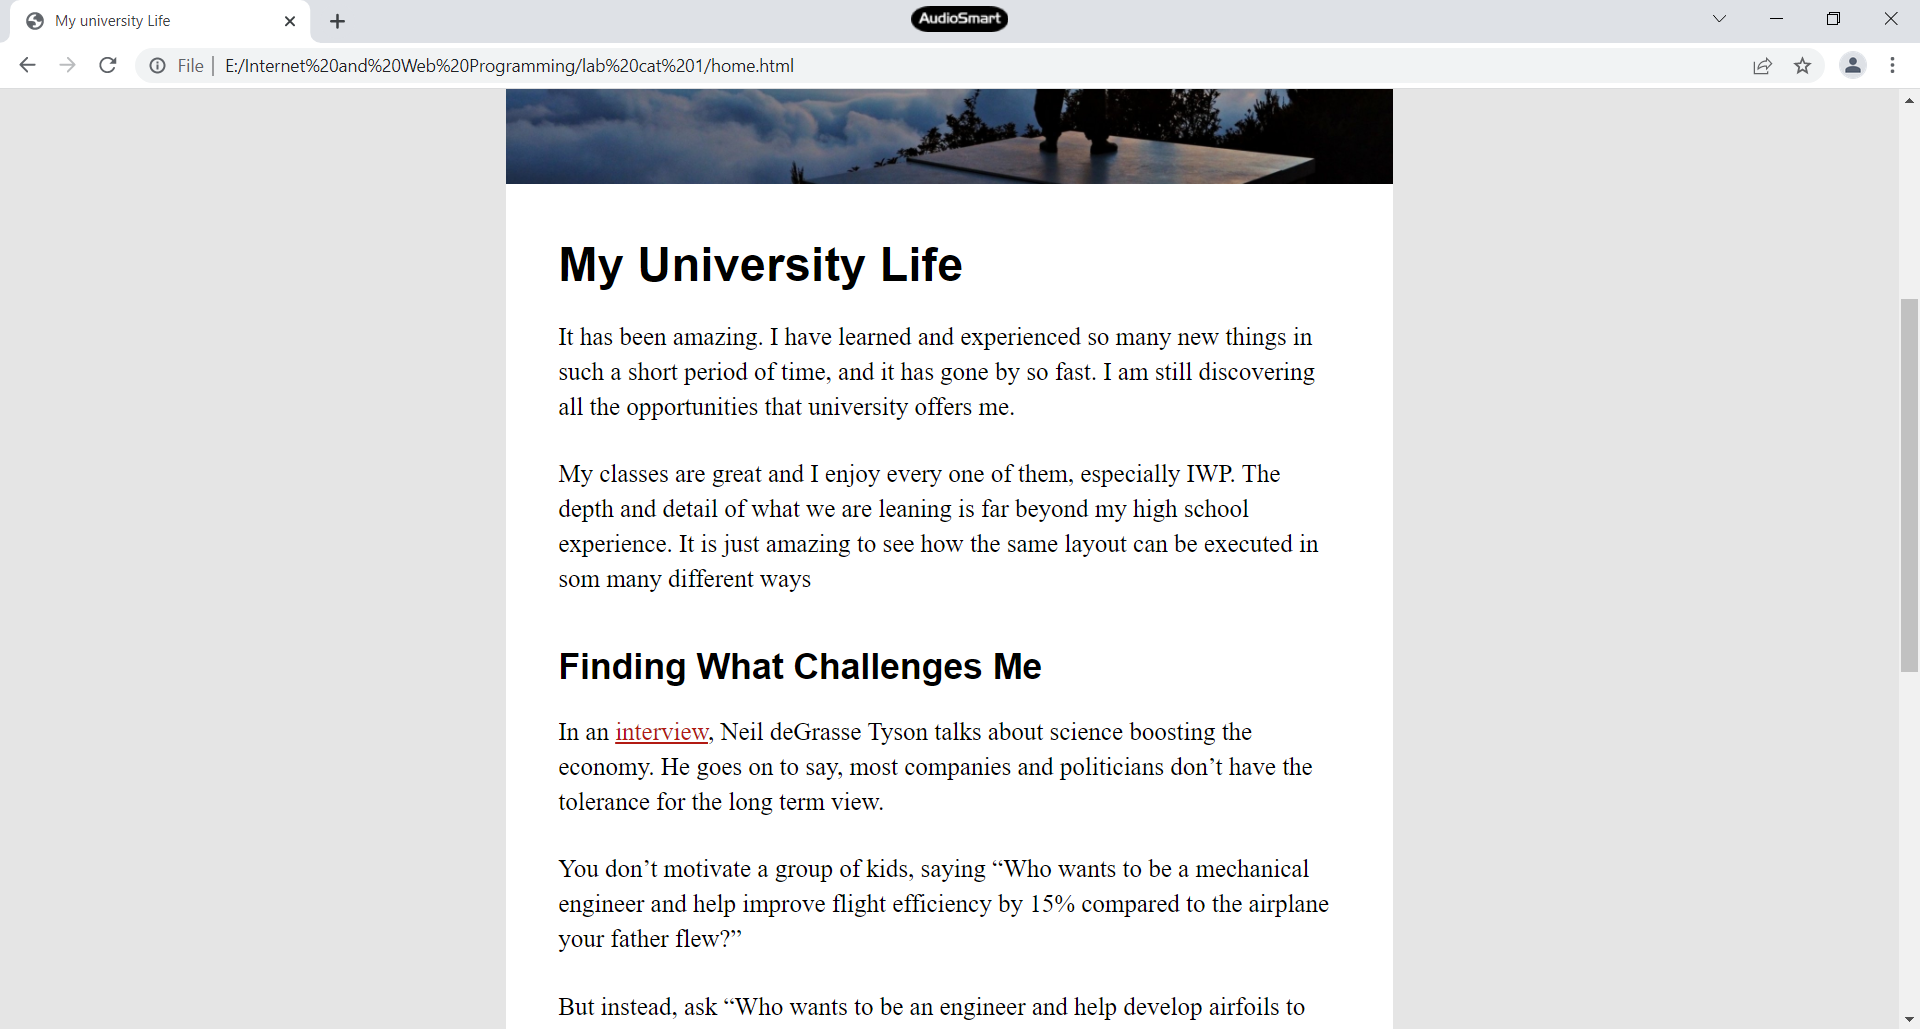 My university Life
AudioSmart
File | E:/Internet%20and%20Web%20Programming/lab%20cat%201/home.html
My University Life
It has been amazing. I have learned and experienced so many new things in
such a short period of time, and it has gone by so fast. I am still discovering
all the opportunities that university offers me.
My classes are great and I enjoy every one of them, especially IWP. The
depth and detail of what we are leaning is far beyond my high school
experience. It is just amazing to see how the same layout can be executed in
som many different ways
Finding What Challenges Me
In an interview, Neil deGrasse Tyson talks about science boosting the
economy. He goes on to say, most companies and politicians don’t have the
tolerance for the long term view.
You don’t motivate a group of kids, saying “Who wants to be a mechanical
engineer and help improve flight efficiency by 15% compared to the airplane
your father flew?”
But instead, ask “Who wants to be an engineer and help develop airfoils to